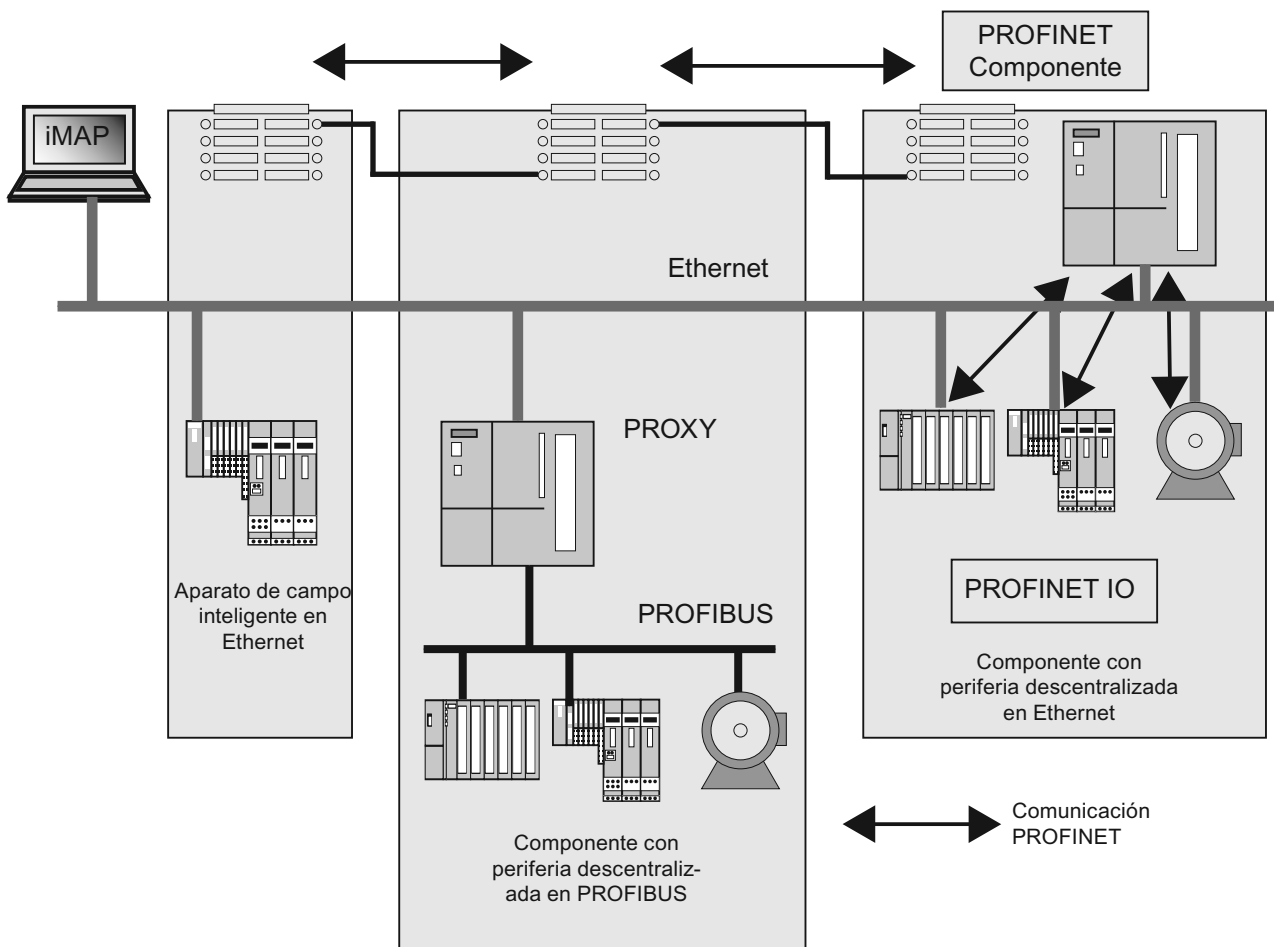 PROFINET
Componente
iMAP
Ethernet
PROXY
PROFINET IO
Aparato de campo
inteligente en
Ethernet
PROFIBUS
Componente con
periferia descentralizada
en Ethernet
Comunicación
PROFINET
Componente con
periferia descentraliz-
ada en PROFIBUS